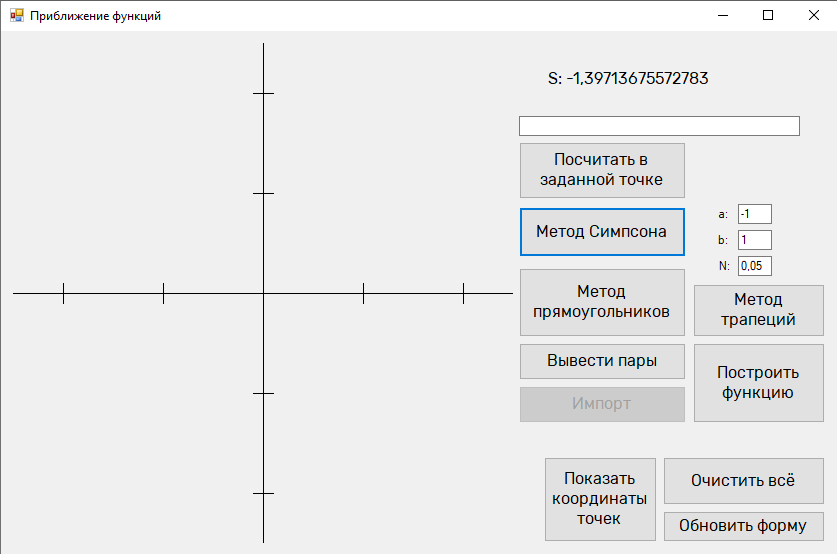 Приближение функций
S: -1,39713675572783
Посчитать в
заданной точке
Метод Симпсона
a: -1
b: 1
N: 0,05
Метод
прямоугольников
Метод
трапеций
Вывести пары
Построить
функцию
Импорт
Показать
координаты
точек
Очистить всё
Обновить форму